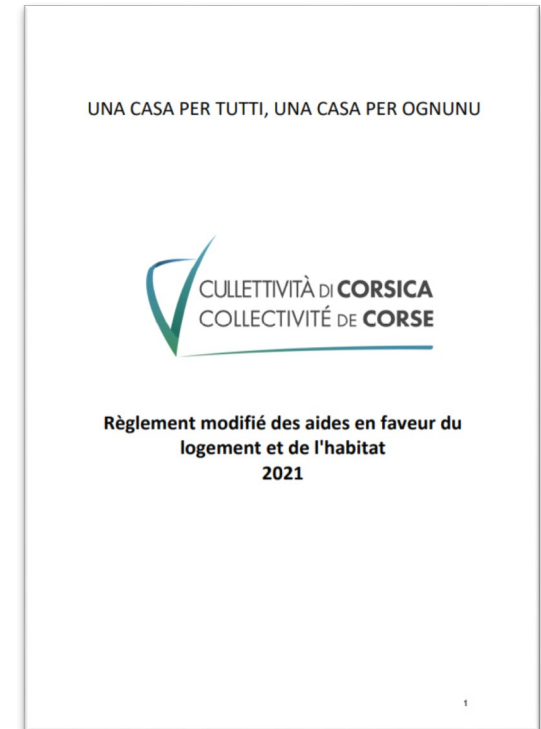 UNA CASA PER TUTTI, UNA CASA PER OGNUNU
CULLETTIVITÀ DI CORSICA
COLLECTIVITÉ DE CORSE
Règlement modifié des aides en faveur du
logement et de l'habitat
2021
1